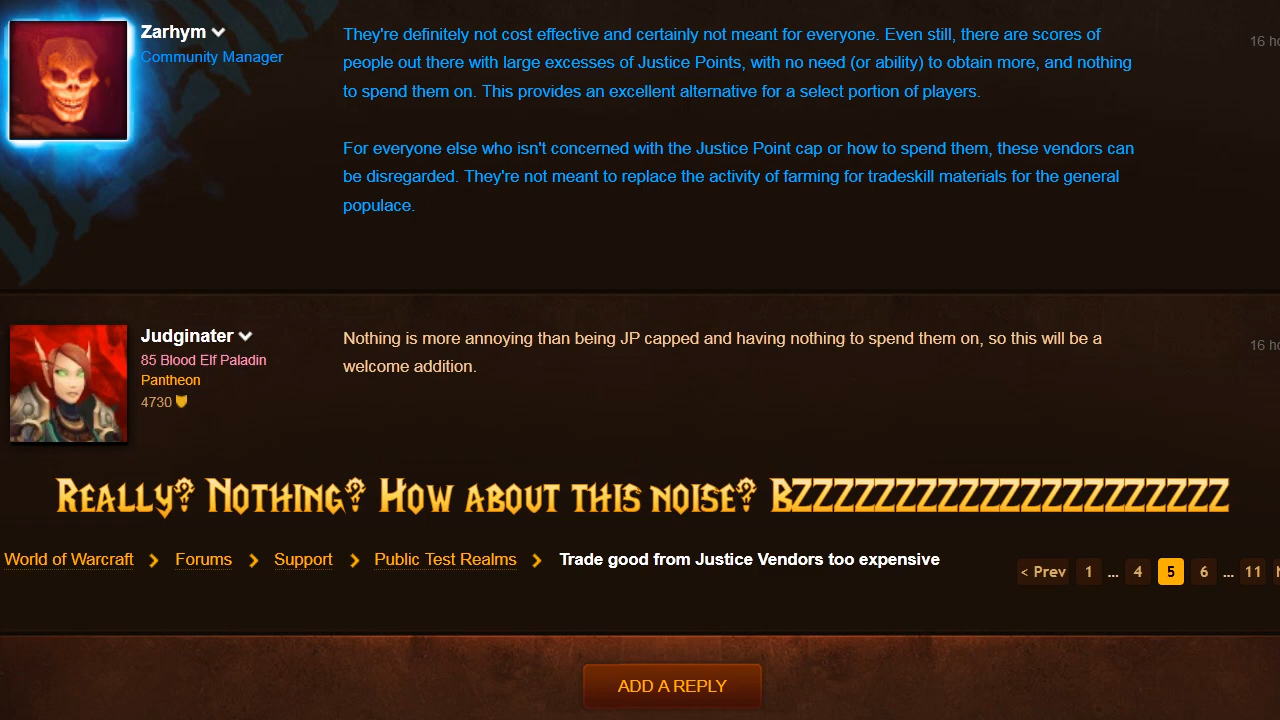 Zarhym
Community Manager
They're definitely not cost effective and certainly not meant for everyone. Even still, there are scores of
people out there with large excesses of Justice Points, with no need (or ability) to obtain more, and nothing
to spend them on. This provides an excellent alternative for a select portion of players.
For everyone else who isn't concerned with the Justice Point cap or how to spend them, these vendors can
be disregarded. They're not meant to replace the activity of farming for tradeskill materials for the general
populace.
16 ho
Judginater
85 Blood Elf Paladin
Pantheon
4730
Nothing is more annoying than being JP capped and having nothing to spend them on, so this will be a
welcome addition.
16 ho
Really? Nothing? How about this noise? BZZZZZZZZZZZZZZZZZZZZZ
World of Warcraft > Forums > Support > Public Test Realms > Trade good from Justice Vendors too expensive
< Prev 1 ... 4 5 6 ... 11
ADD A REPLY